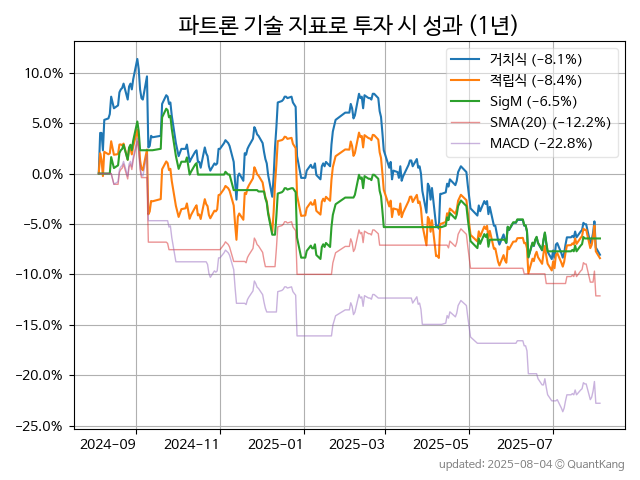 파트론 기술 지표로 투자 시 성과 (1년)
거치식 (−8.1%)
적립식 (−8.4%)
SigM (−6.5%)
SMA(20) (−12.2%)
MACD (−22.8%)
10.0%
5.0%
0.0%
−5.0%
−10.0%
−15.0%
−20.0%
−25.0%
2024-09 2024-11 2025-01 2025-03 2025-05 2025-07
updated: 2025-08-04 © QuantKang